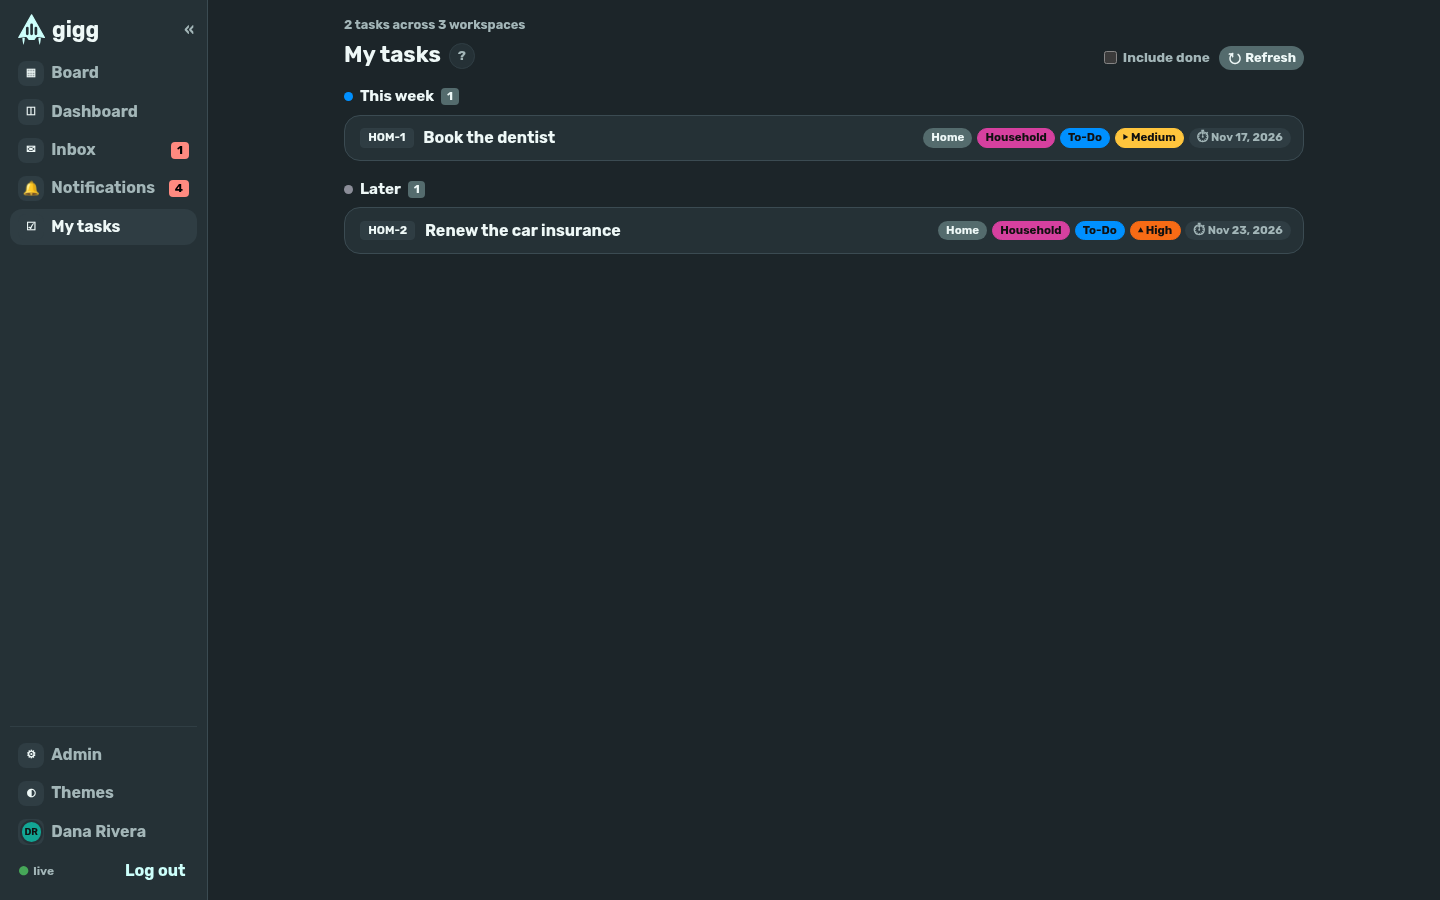 gigg
«
Board
Dashboard
Inbox 1
Notifications 4
My tasks
2 tasks across 3 workspaces
My tasks ?
Include done Refresh
This week 1
HOM-1 Book the dentist Home Household To-Do Medium Nov 17, 2026
Later 1
HOM-2 Renew the car insurance Home Household To-Do High Nov 23, 2026
Admin
Themes
DR Dana Rivera
live Log out